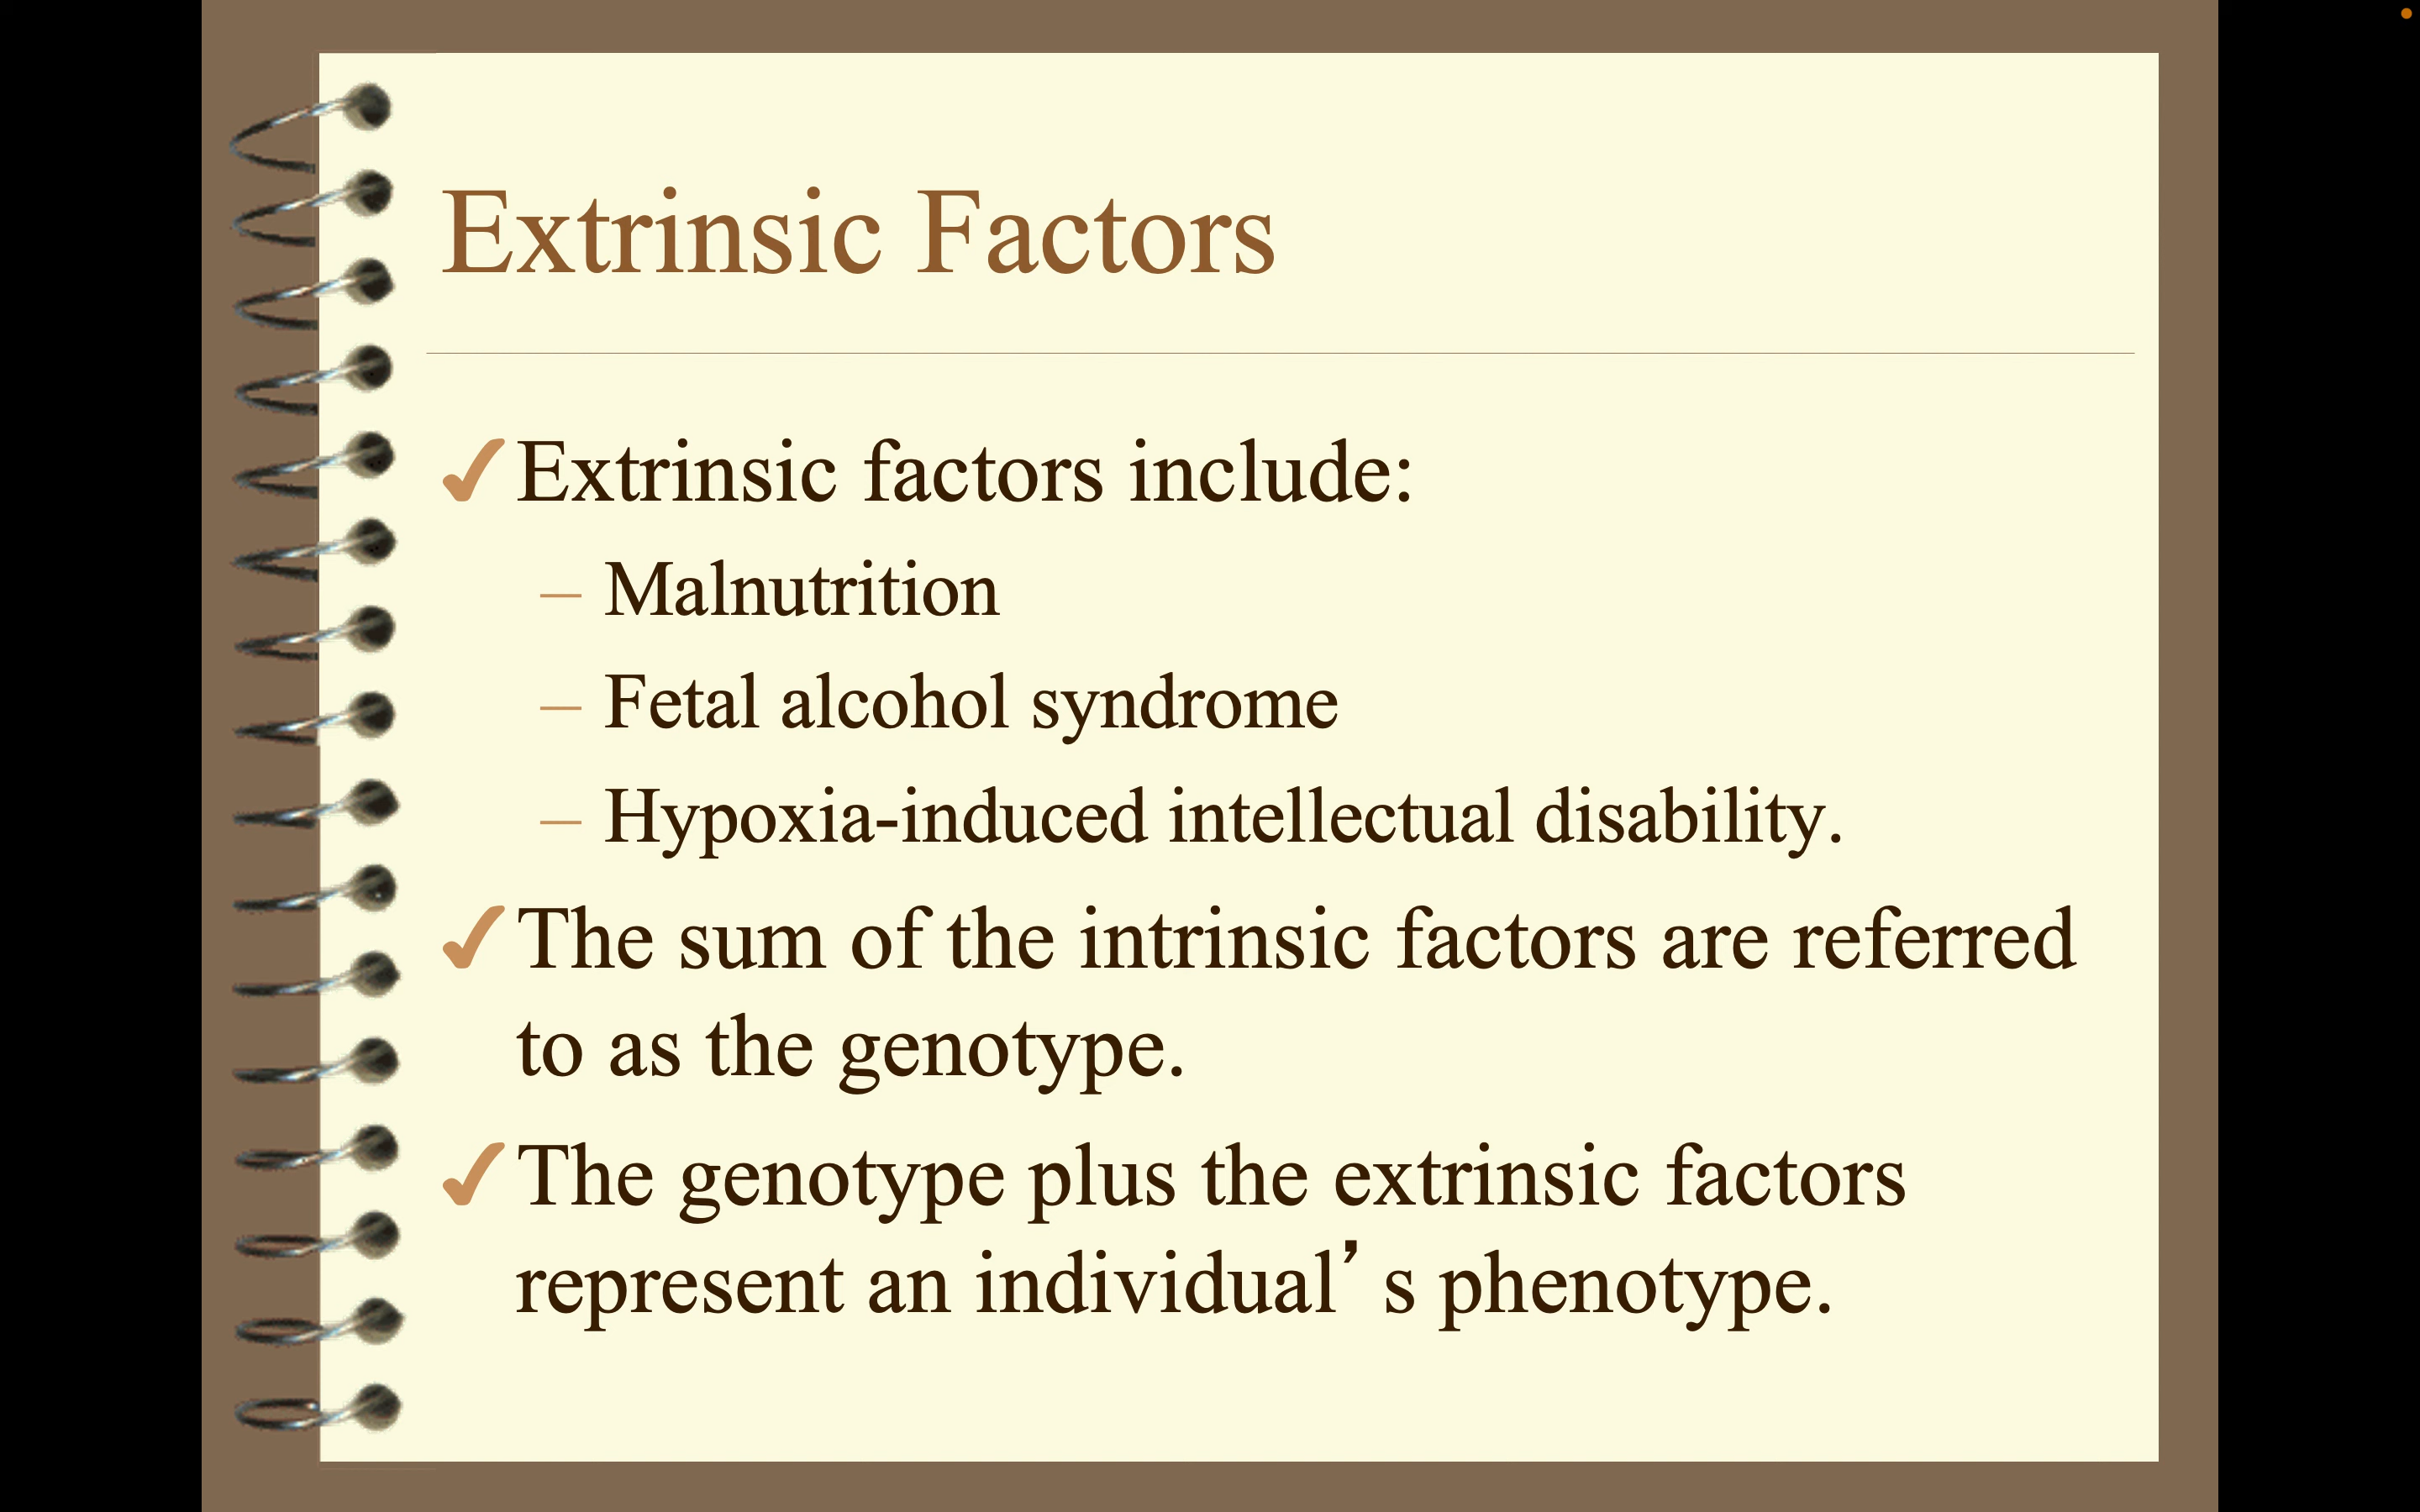 Extrinsic Factors
✓ Extrinsic factors include:
– Malnutrition
– Fetal alcohol syndrome
– Hypoxia-induced intellectual disability.
✓ The sum of the intrinsic factors are referred
to as the genotype.
✓ The genotype plus the extrinsic factors
represent an individual’ s phenotype.